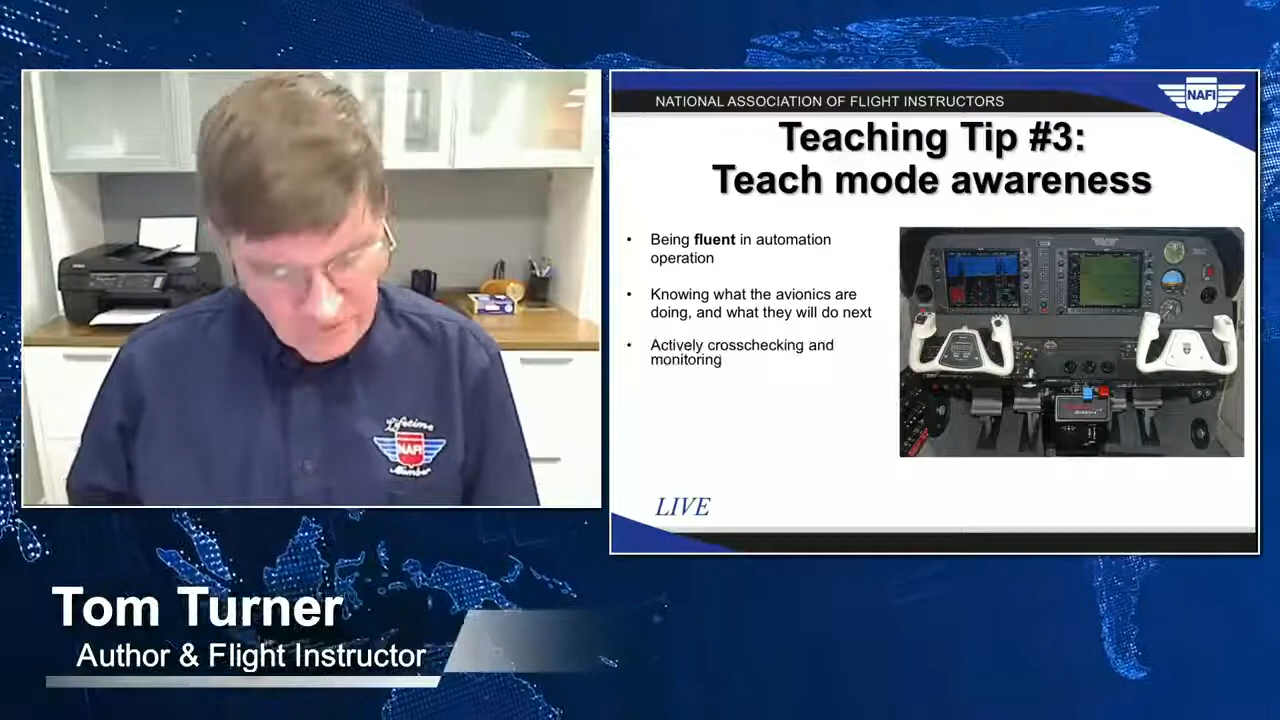 NATIONAL ASSOCIATION OF FLIGHT INSTRUCTORS
NAFI
Teaching Tip #3:
Teach mode awareness
• Being fluent in automation
operation
• Knowing what the avionics are
doing, and what they will do next
• Actively crosschecking and
monitoring
LIVE
Lifetime
NAFI
Member
Tom Turner
Author & Flight Instructor